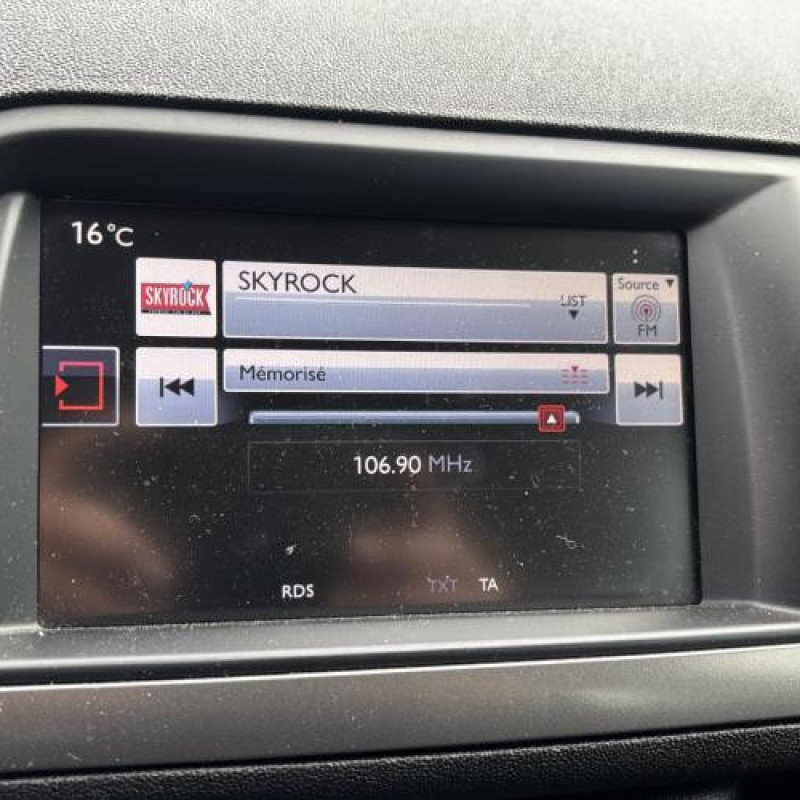 16°C
SKYROCK
SKYROCK
LIST
Source
FM
Mémorisé
106.90 MHz
RDS TXT TA